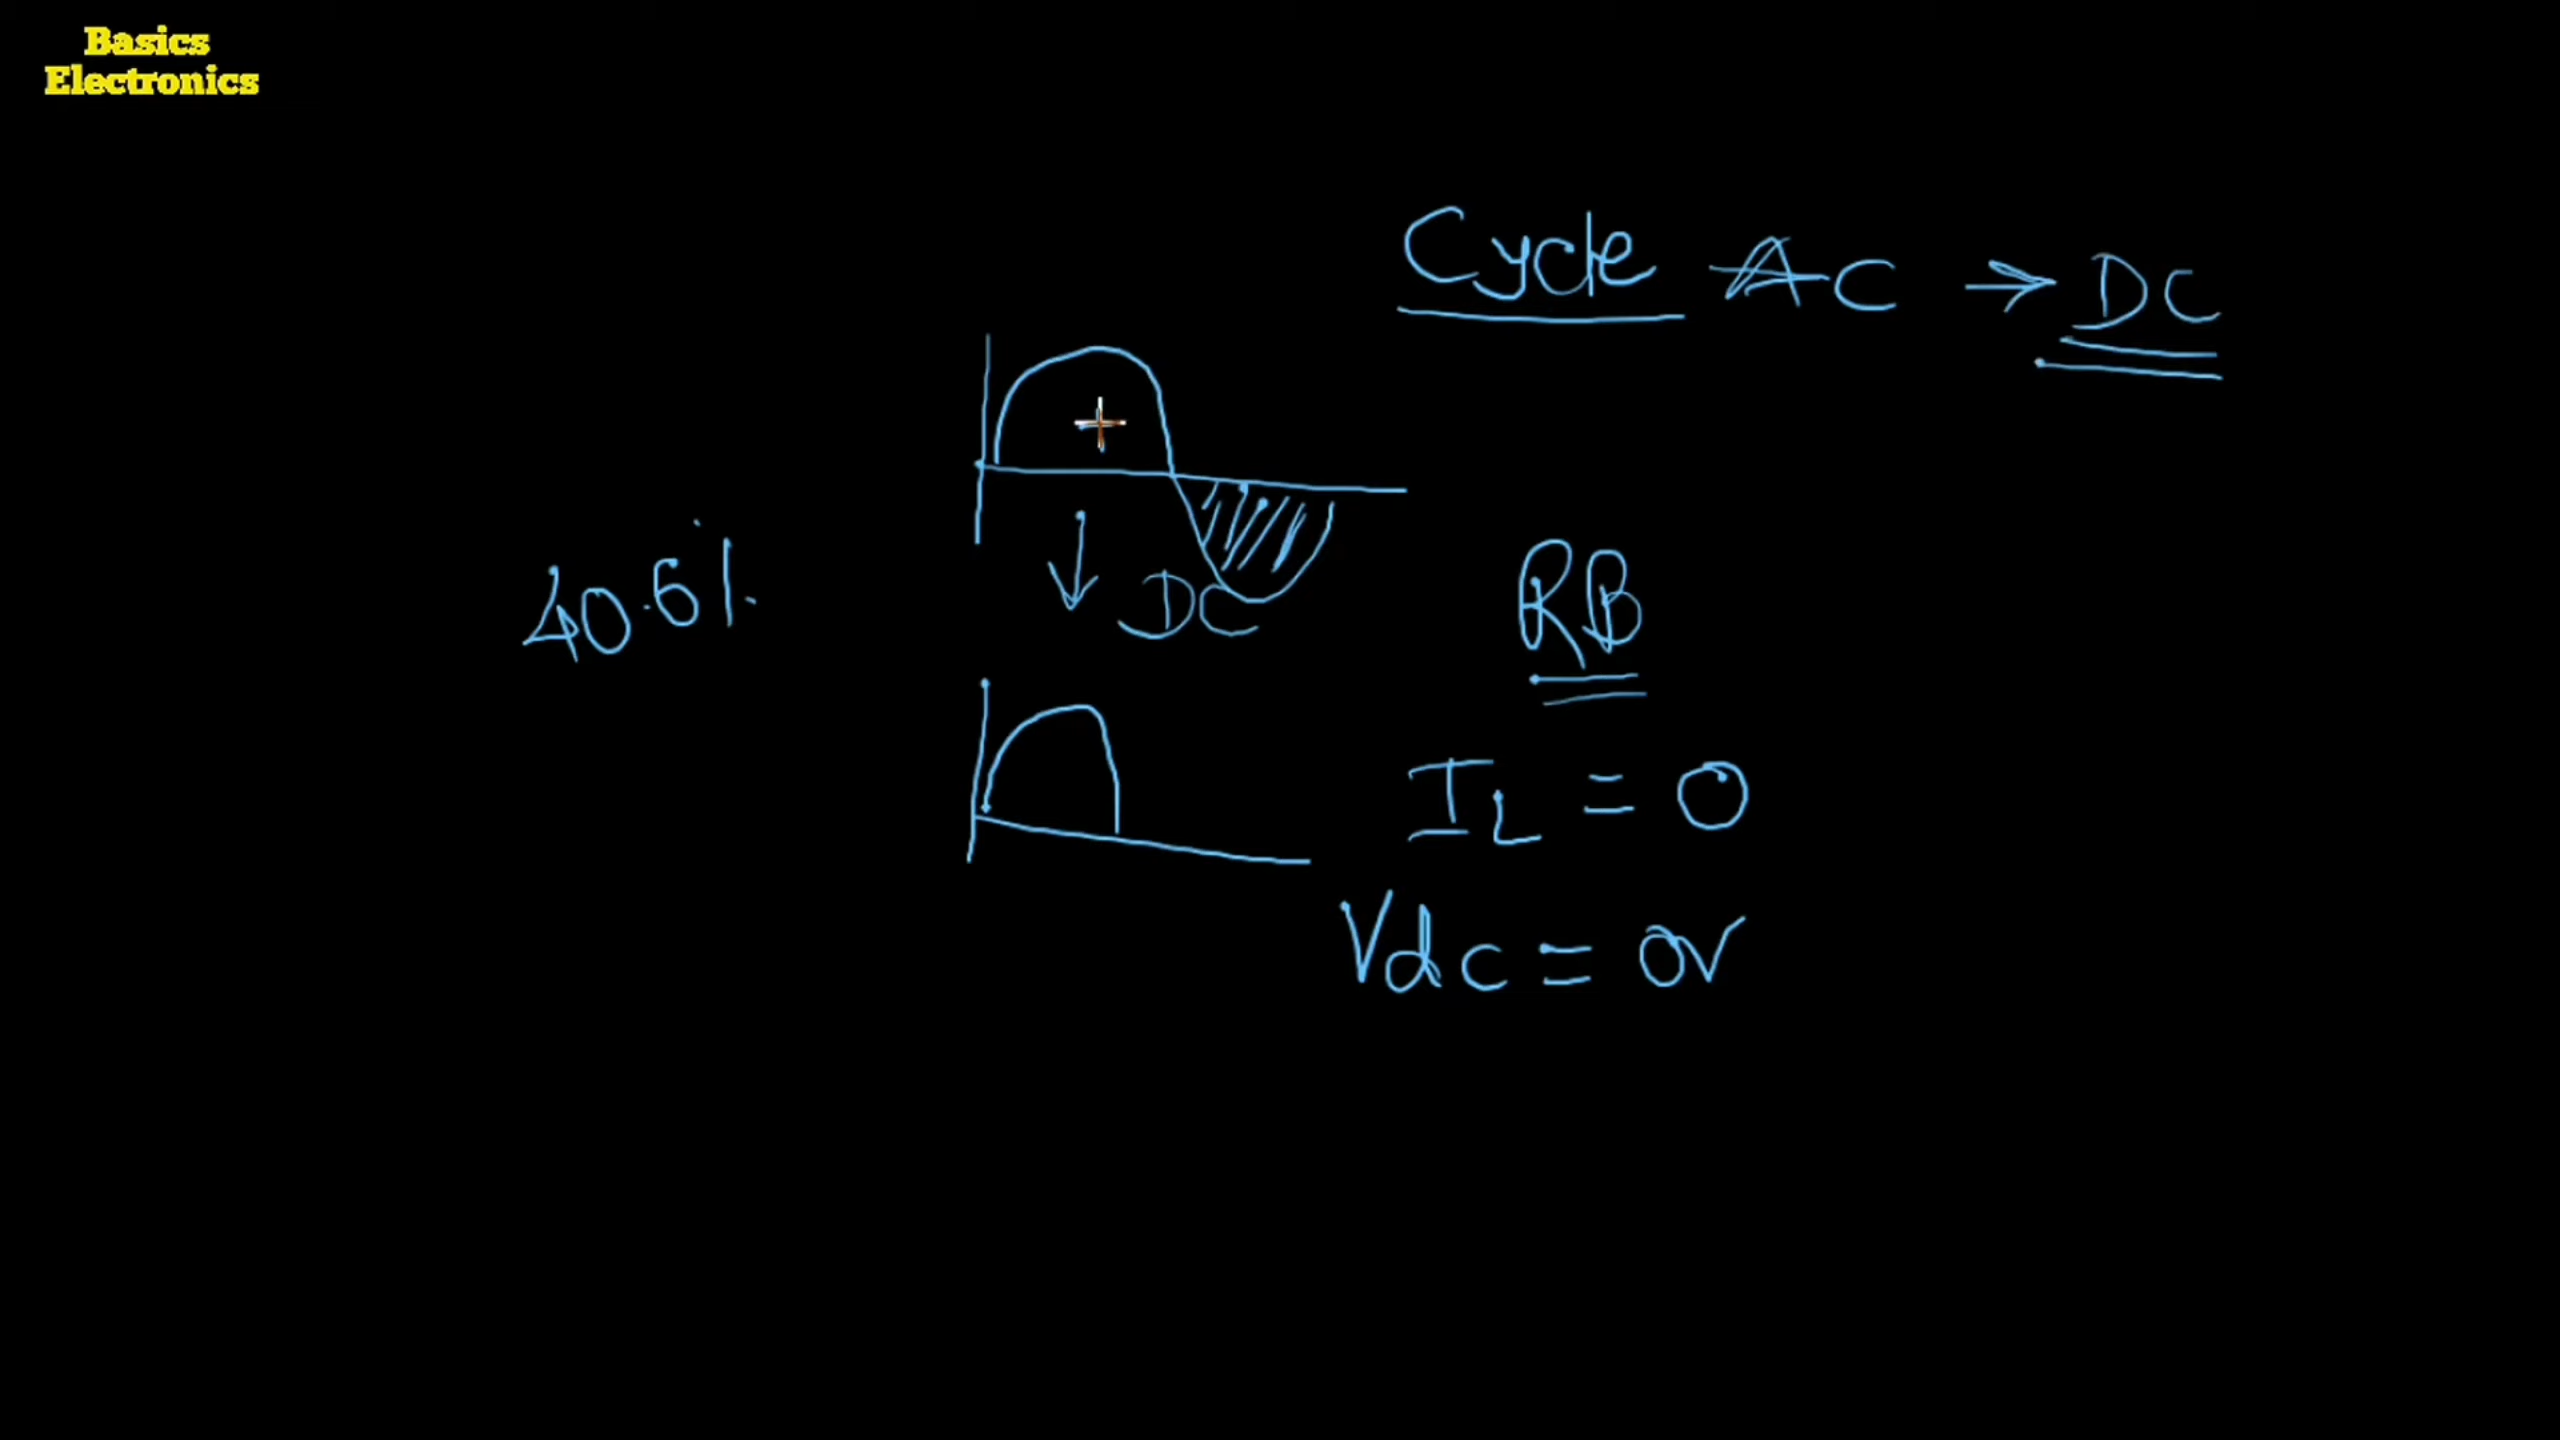 Basics
Electronics
Cycle AC → DC
+
DC
40.6%
RB
IL = 0
Vdc = 0V